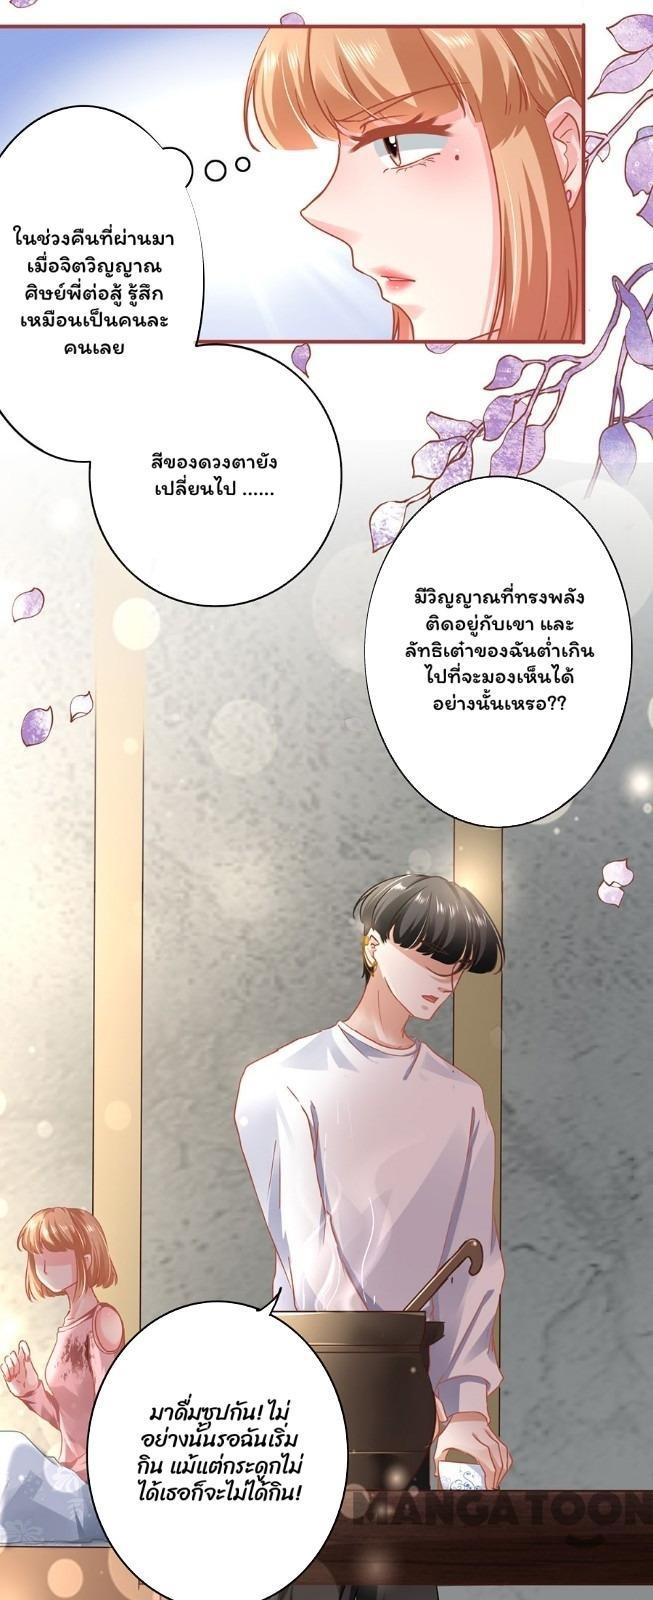 ในช่วงคืนที่ผ่านมา
เมื่อจิตวิญญาณ
ศิษย์พี่ต่อสู้ รู้สึก
เหมือนเป็นคนละ
คนเลย
สีของดวงตายัง
เปลี่ยนไป ......
มีวิญญาณที่ทรงพลัง
ติดอยู่กับเขา และ
ลัทธิเต๋าของฉันต่ำเกิน
ไปที่จะมองเห็นได้
อย่างนั้นเหรอ??
มาดื่มซุปกัน! ไม่
อย่างนั้นรอฉันเริ่ม
กิน แม้แต่กระดูกไม่
ได้เธอก็จะไม่ได้กิน!
MANGATOON